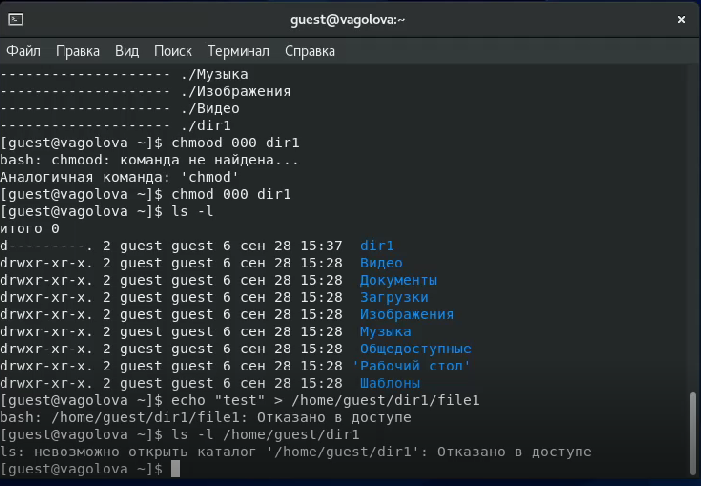 guest@vagolova:~
Файл Правка Вид Поиск Терминал Справка
-------------------- ./Музыка
-------------------- ./Изображения
-------------------- ./Видео
-------------------- ./dir1
[guest@vagolova ~]$ chmood 000 dir1
bash: chmood: команда не найдена...
Аналогичная команда: 'chmod'
[guest@vagolova ~]$ chmod 000 dir1
[guest@vagolova ~]$ ls -l
итого 0
d---------. 2 guest guest 6 сен 28 15:37 dir1
drwxr-xr-x. 2 guest guest 6 сен 28 15:28 Видео
drwxr-xr-x. 2 guest guest 6 сен 28 15:28 Документы
drwxr-xr-x. 2 guest guest 6 сен 28 15:28 Загрузки
drwxr-xr-x. 2 guest guest 6 сен 28 15:28 Изображения
drwxr-xr-x. 2 guest guest 6 сен 28 15:28 Музыка
drwxr-xr-x. 2 guest guest 6 сен 28 15:28 Общедоступные
drwxr-xr-x. 2 guest guest 6 сен 28 15:28 'Рабочий стол'
drwxr-xr-x. 2 guest guest 6 сен 28 15:28 Шаблоны
[guest@vagolova ~]$ echo "test" > /home/guest/dir1/file1
bash: /home/guest/dir1/file1: Отказано в доступе
[guest@vagolova ~]$ ls -l /home/guest/dir1
ls: невозможно открыть каталог '/home/guest/dir1': Отказано в доступе
[guest@vagolova ~]$